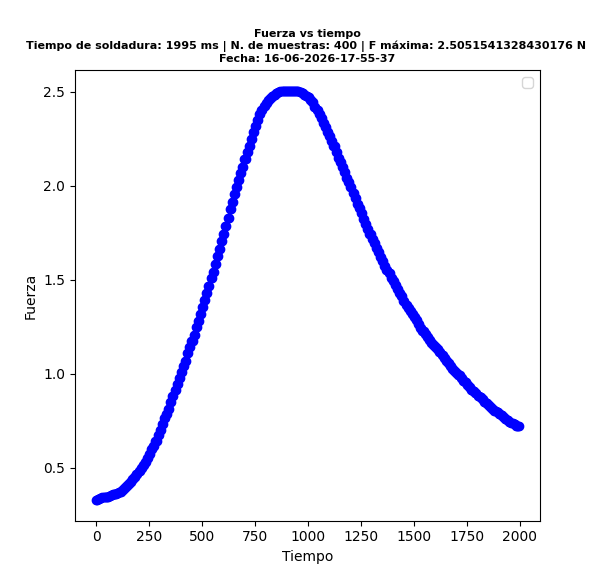 Fuerza vs tiempo
Tiempo de soldadura: 1995 ms | N. de muestras: 400 | F máxima: 2.5051541328430176 N
Fecha: 16-06-2026-17-55-37
2.5
2.0
1.5
1.0
0.5
Fuerza
0 250 500 750 1000 1250 1500 1750 2000
Tiempo